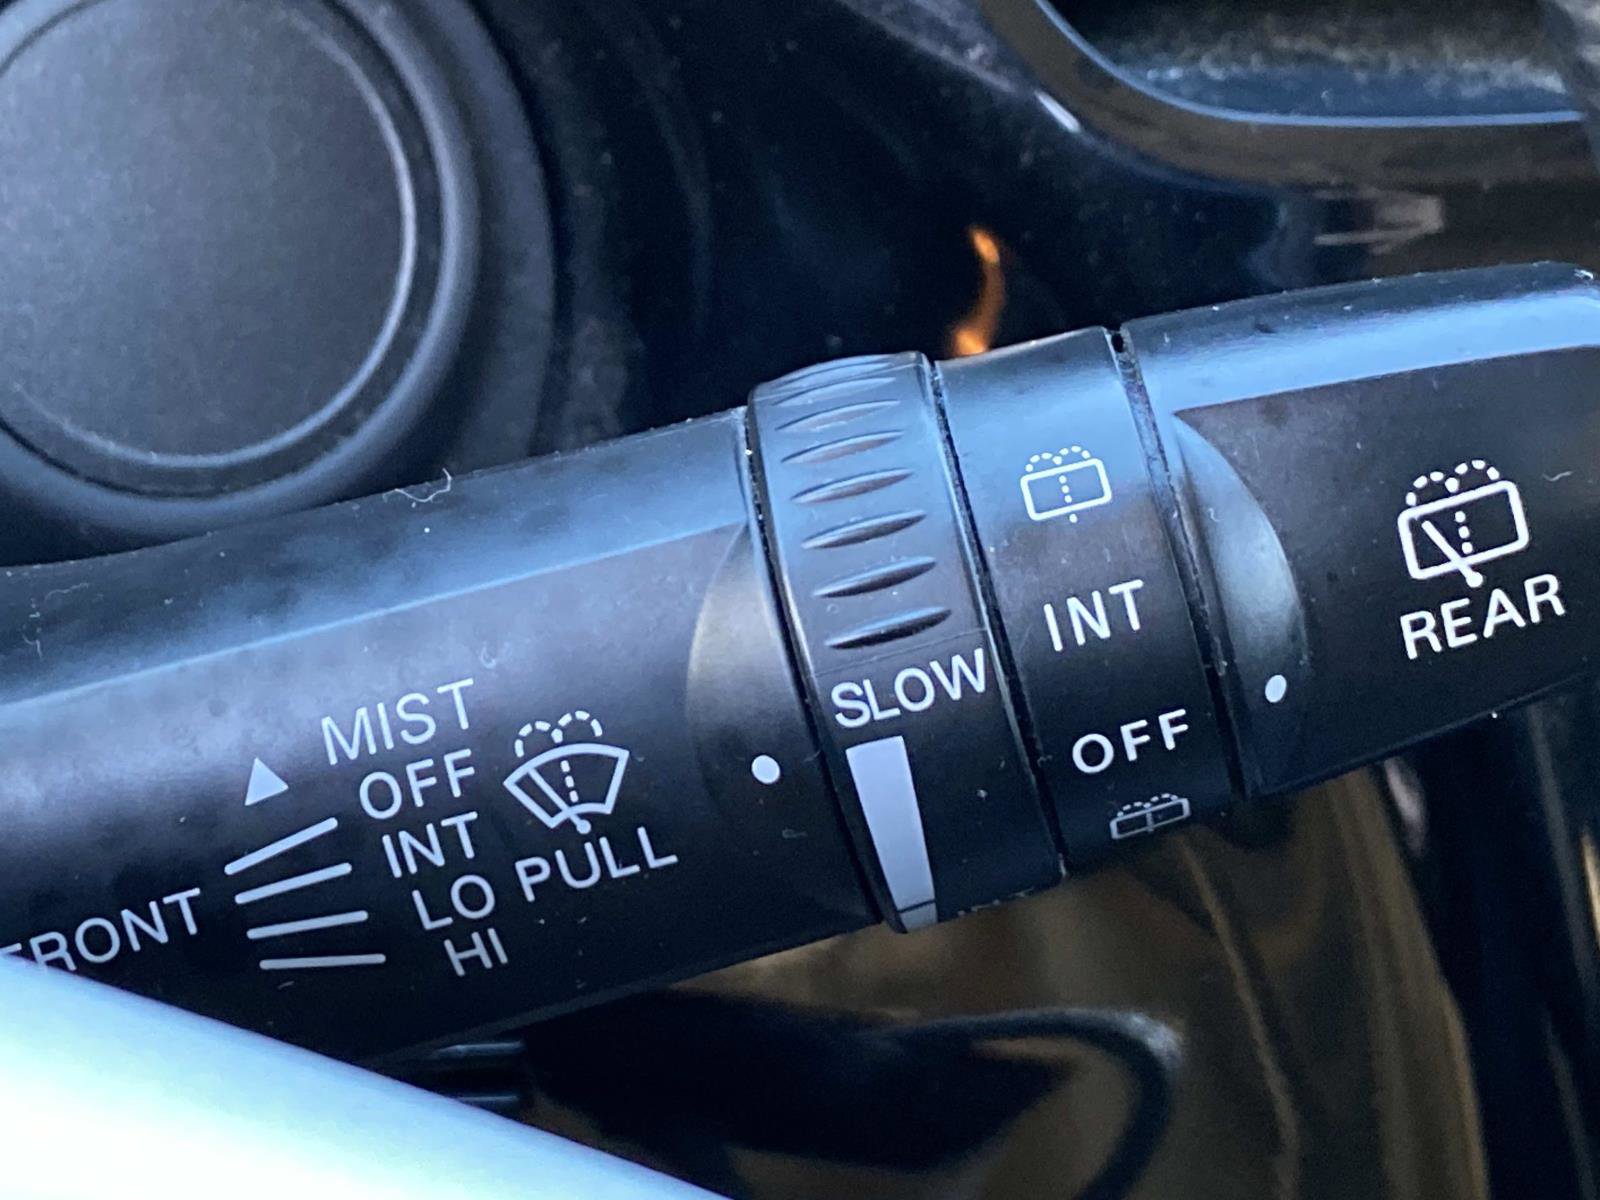 MIST
OFF
INT
LO PULL
HI
FRONT
SLOW
INT
OFF
REAR